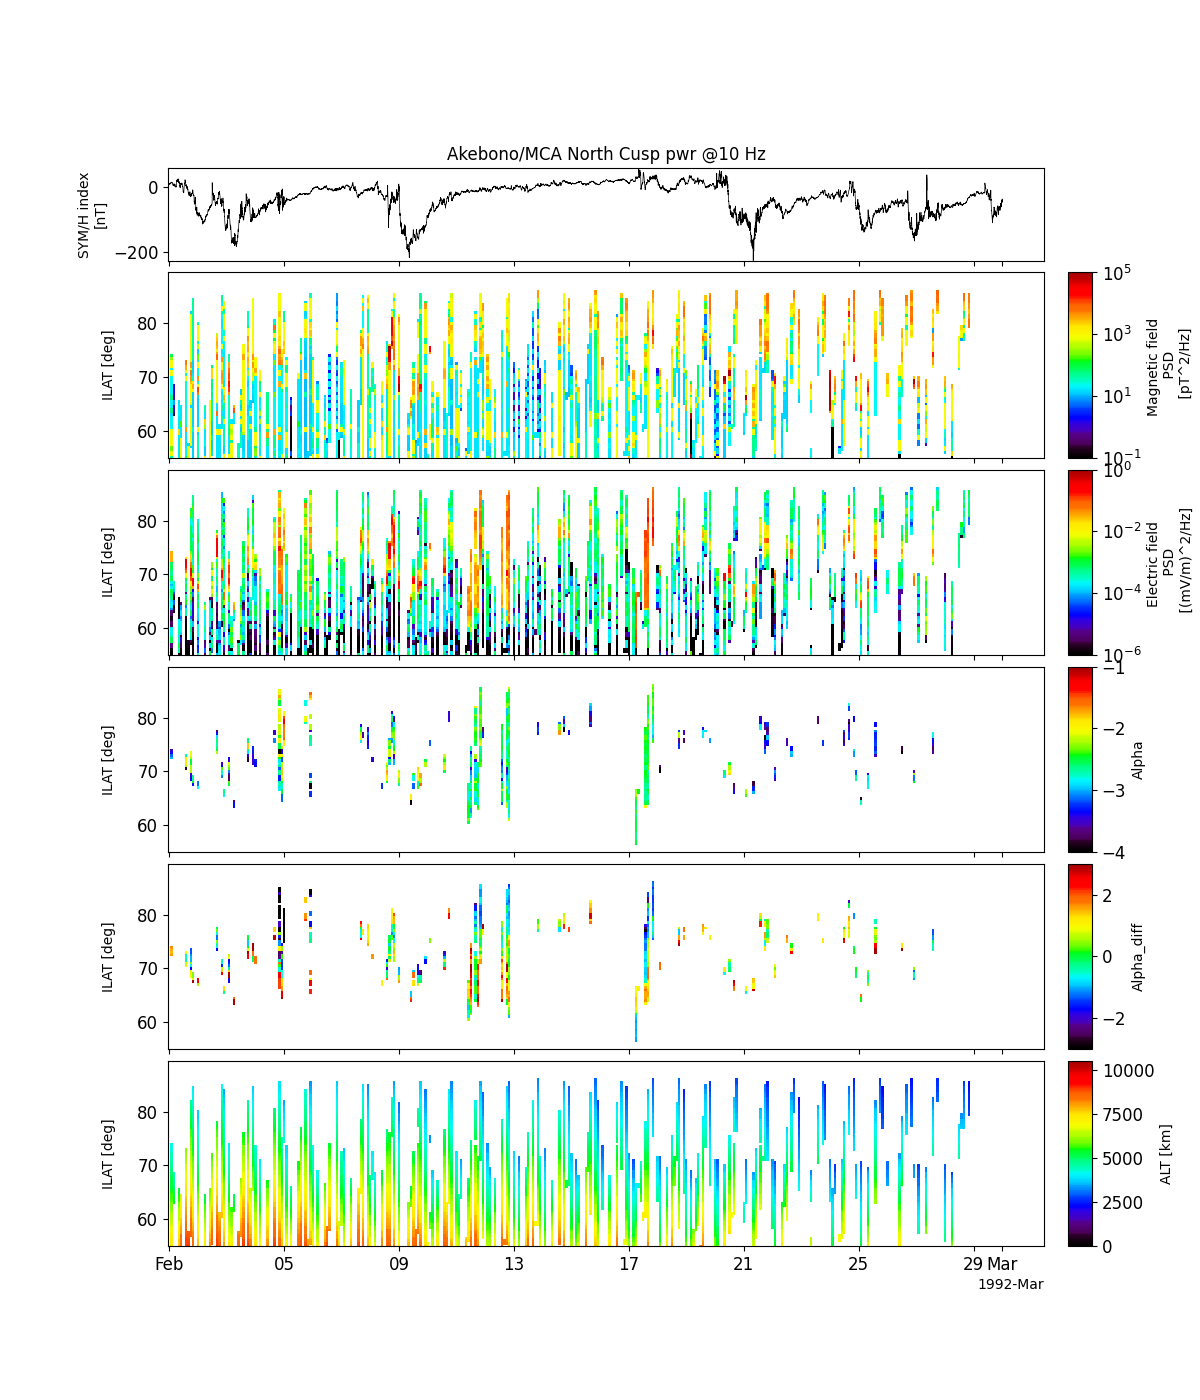 Akebono/MCA North Cusp pwr @10 Hz
SYM/H index
[nT]
0
−200
ILAT [deg]
80
70
60
10^5
10^3
10^1
10^−1
Magnetic field
PSD
[pT^2/Hz]
ILAT [deg]
80
70
60
10^0
10^−2
10^−4
10^−6
Electric field
PSD
[(mV/m)^2/Hz]
ILAT [deg]
80
70
60
−1
−2
−3
−4
Alpha
ILAT [deg]
80
70
60
2
0
−2
Alpha_diff
ILAT [deg]
80
70
60
10000
7500
5000
2500
0
ALT [km]
Feb 05 09 13 17 21 25 29 Mar
1992-Mar